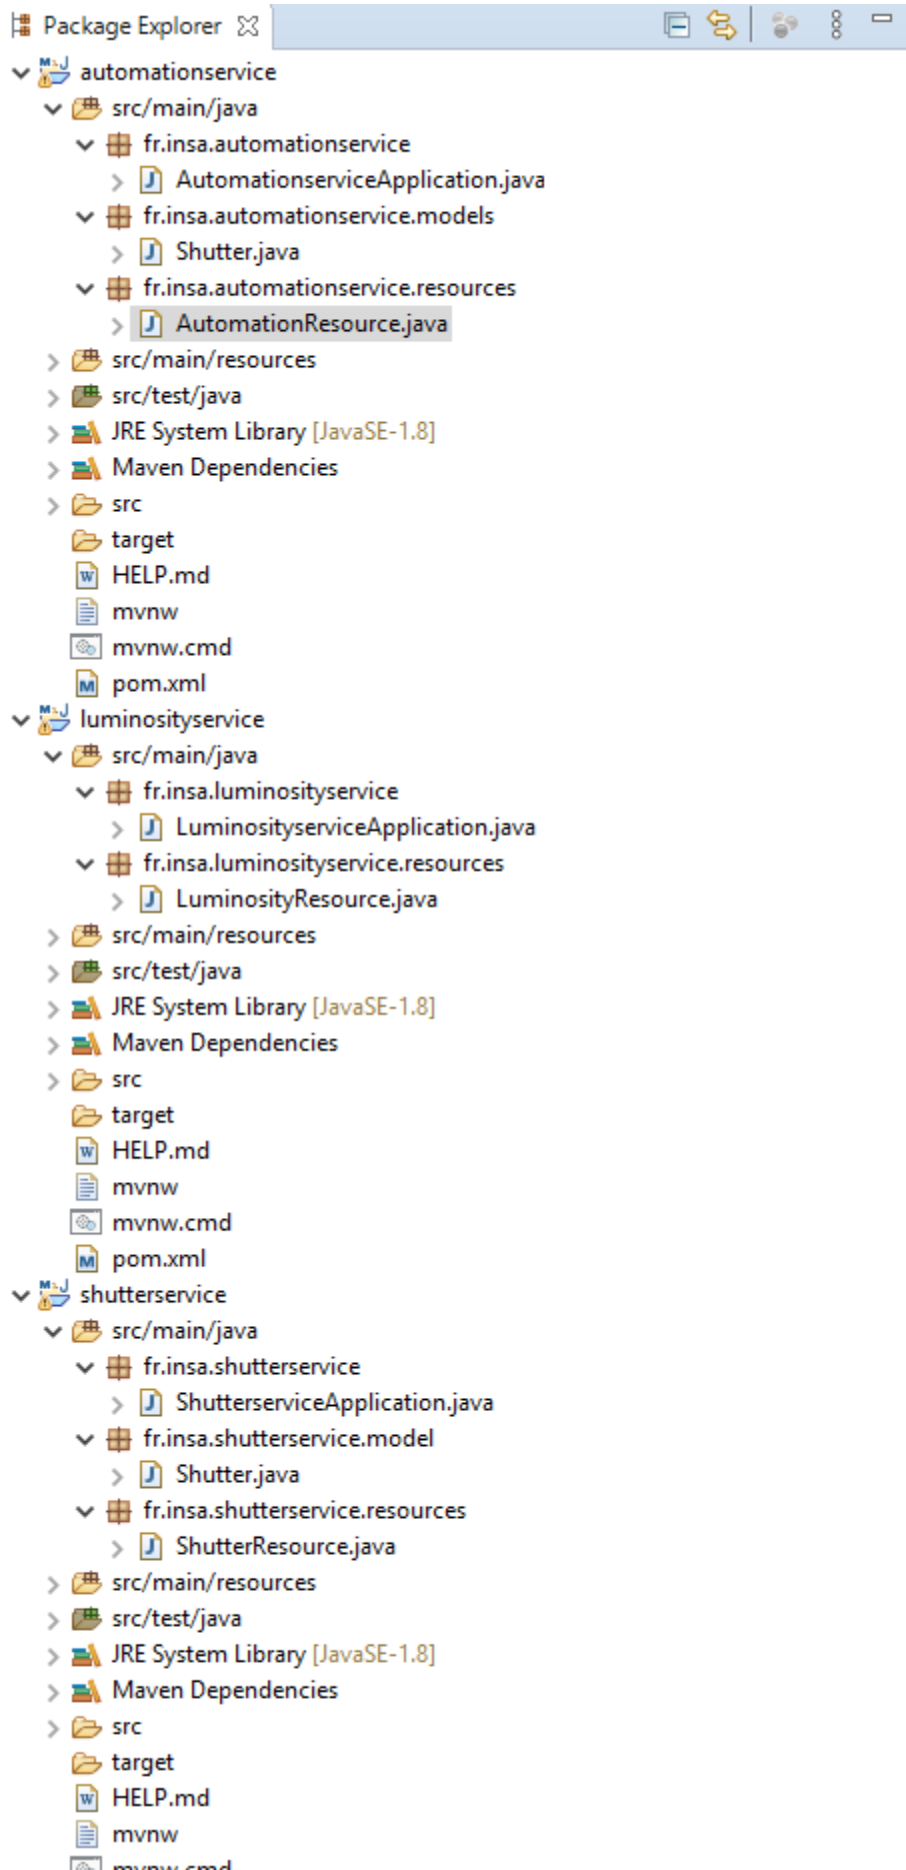 Package Explorer
automationservice
src/main/java
fr.insa.automationservice
AutomationserviceApplication.java
fr.insa.automationservice.models
Shutter.java
fr.insa.automationservice.resources
AutomationResource.java
src/main/resources
src/test/java
JRE System Library [JavaSE-1.8]
Maven Dependencies
src
target
HELP.md
mvnw
mvnw.cmd
pom.xml
luminosityservice
src/main/java
fr.insa.luminosityservice
LuminosityserviceApplication.java
fr.insa.luminosityservice.resources
LuminosityResource.java
src/main/resources
src/test/java
JRE System Library [JavaSE-1.8]
Maven Dependencies
src
target
HELP.md
mvnw
mvnw.cmd
pom.xml
shutterservice
src/main/java
fr.insa.shutterservice
ShutterserviceApplication.java
fr.insa.shutterservice.model
Shutter.java
fr.insa.shutterservice.resources
ShutterResource.java
src/main/resources
src/test/java
JRE System Library [JavaSE-1.8]
Maven Dependencies
src
target
HELP.md
mvnw
mvnw.cmd